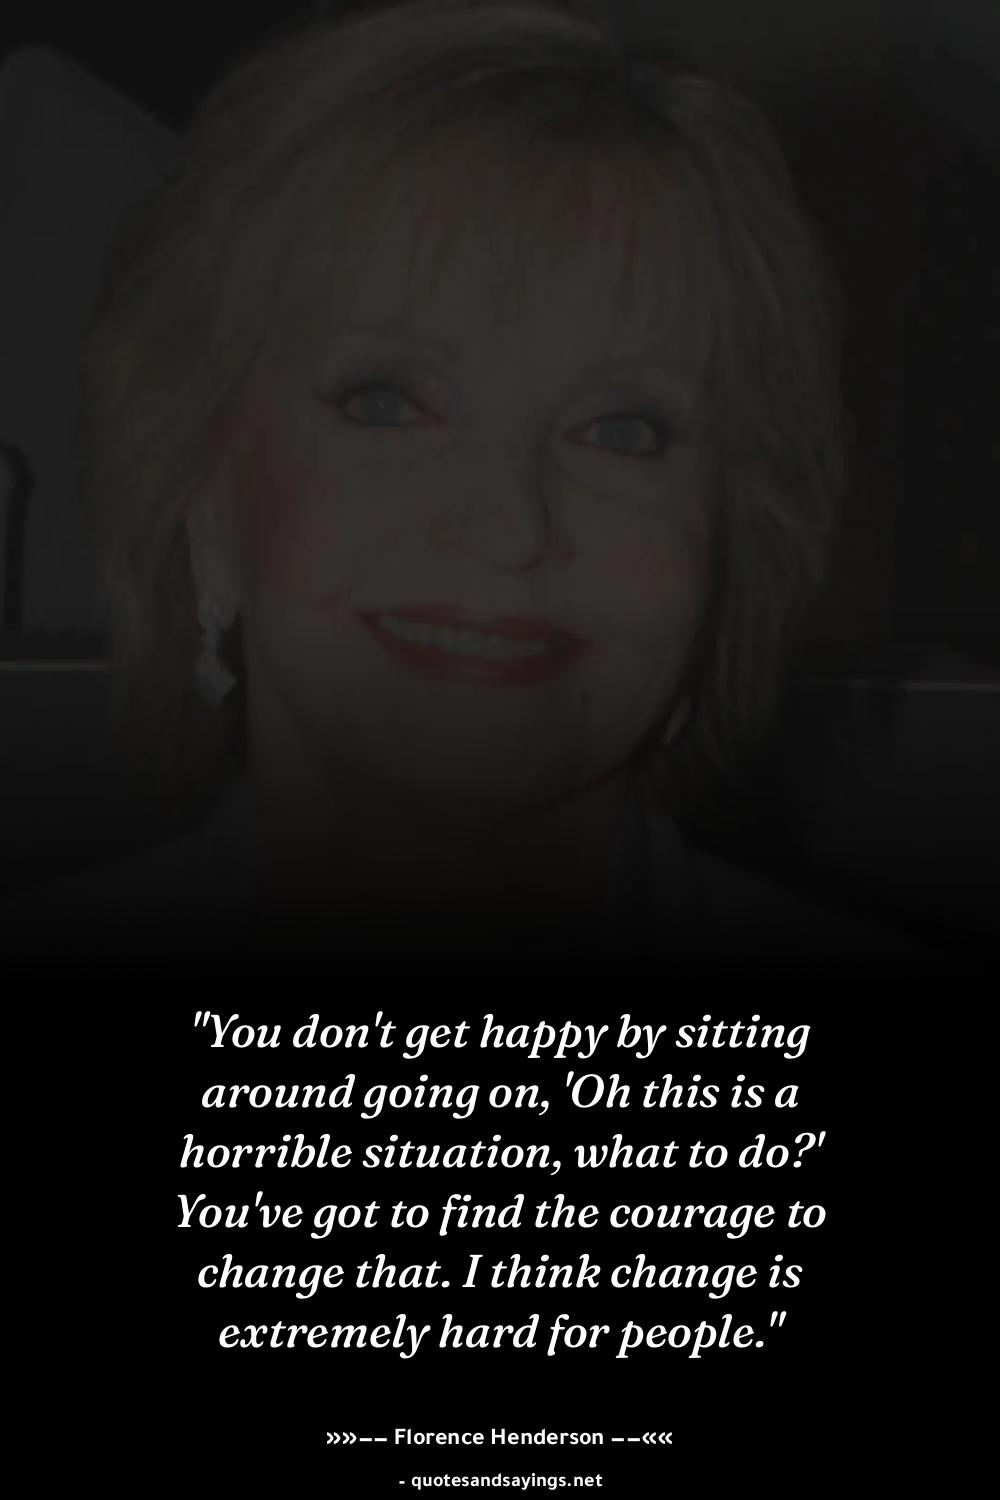 "You don't get happy by sitting
around going on, 'Oh this is a
horrible situation, what to do?'
You've got to find the courage to
change that. I think change is
extremely hard for people."
»»−− Florence Henderson −−««
- quotesandsayings.net